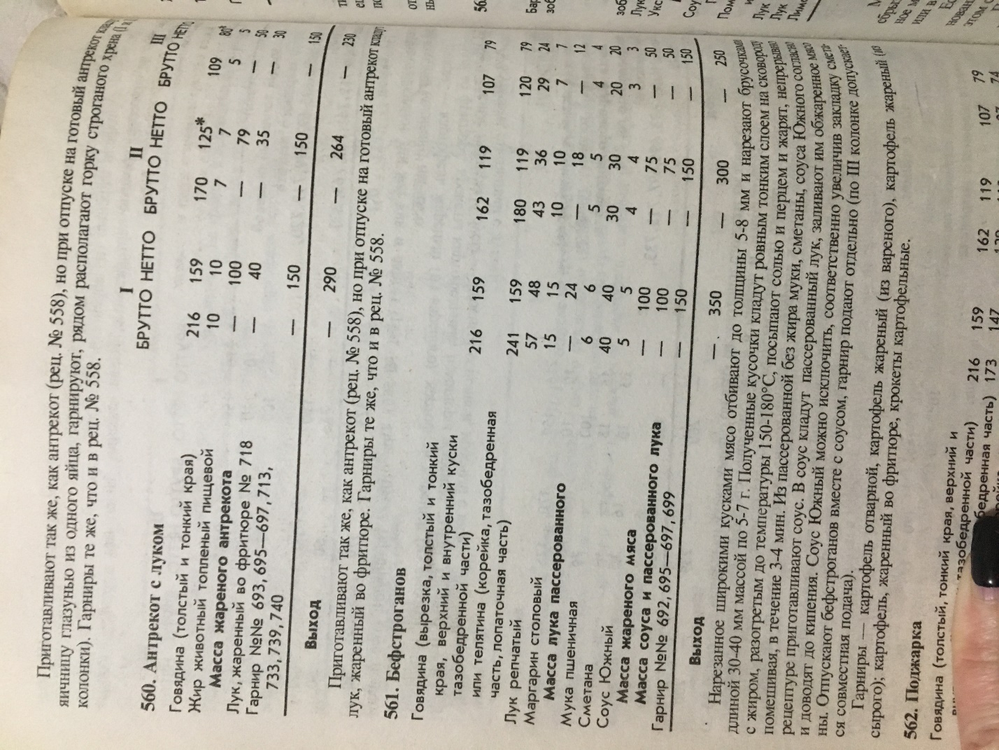 Приготавливают так же, как антрекот (рец. № 558), но при отпуске на готовый антрекот
яичницу глазунью из одного яйца, гарнируют, рядом располагают горку строганого хрена
колонки). Гарниры те же, что и в рец. № 558.
560. Антрекот с луком
I II III
БРУТТО НЕТТО БРУТТО НЕТТО БРУТТО НЕТТО
Говядина (толстый и тонкий края) 216 159 170 125* 109 80*
Жир животный топленый пищевой 10 10 7 7 5 5
Масса жареного антрекота — 100 — 79 — 50
Лук, жаренный во фритюре № 718 — 40 — 35 — 30
Гарнир №№ 693, 695—697, 713,
733, 739, 740 — 150 — 150 — 150
Выход — 290 — 264 — 230
Приготавливают так же, как антрекот (рец. № 558), но при отпуске на готовый антрекот кладут
лук, жаренный во фритюре. Гарниры те же, что и в рец. № 558.
561. Бефстроганов
Говядина (вырезка, толстый и тонкий
края, верхний и внутренний куски
тазобедренной части) 216 159 162 119 107 79
или телятина (корейка, тазобедренная
часть, лопаточная часть) 241 159 180 119 120 79
Лук репчатый 57 48 43 36 29 24
Маргарин столовый 15 15 10 10 7 7
Масса лука пассерованного — 24 — 18 — 12
Мука пшеничная 6 6 5 5 4 4
Сметана 40 40 30 30 20 20
Соус Южный 5 5 4 4 3 3
Масса жареного мяса — 100 — 75 — 50
Масса соуса и пассерованного лука — 100 — 75 — 50
Гарнир №№ 692, 695—697, 699 — 150 — 150 — 150
Выход — 350 — 300 — 250
Нарезанное широкими кусками мясо отбивают до толщины 5-8 мм и нарезают брусочками
длиной 30-40 мм массой по 5-7 г. Полученные кусочки кладут ровным тонким слоем на сковороду
с жиром, разогретым до температуры 150-180°С, посыпают солью и перцем и жарят, непрерывно
помешивая, в течение 3-4 мин. Из пассерованной без жира муки, сметаны, соуса Южного согласно
рецептуре приготавливают соус. В соус кладут пассерованный лук, заливают им обжаренное мясо
и доводят до кипения. Соус Южный можно исключить, соответственно увеличив закладку смета-
ны. Отпускают бефстроганов вместе с соусом, гарнир подают отдельно (по III колонке допускает-
ся совместная подача).
Гарниры — картофель отварной, картофель жареный (из вареного), картофель жареный (из
сырого); картофель, жаренный во фритюре, крокеты картофельные.
562. Поджарка
Говядина (толстый, тонкий края, верхний и
тазобедренной части) 216 159 162 119 107 79
173 147